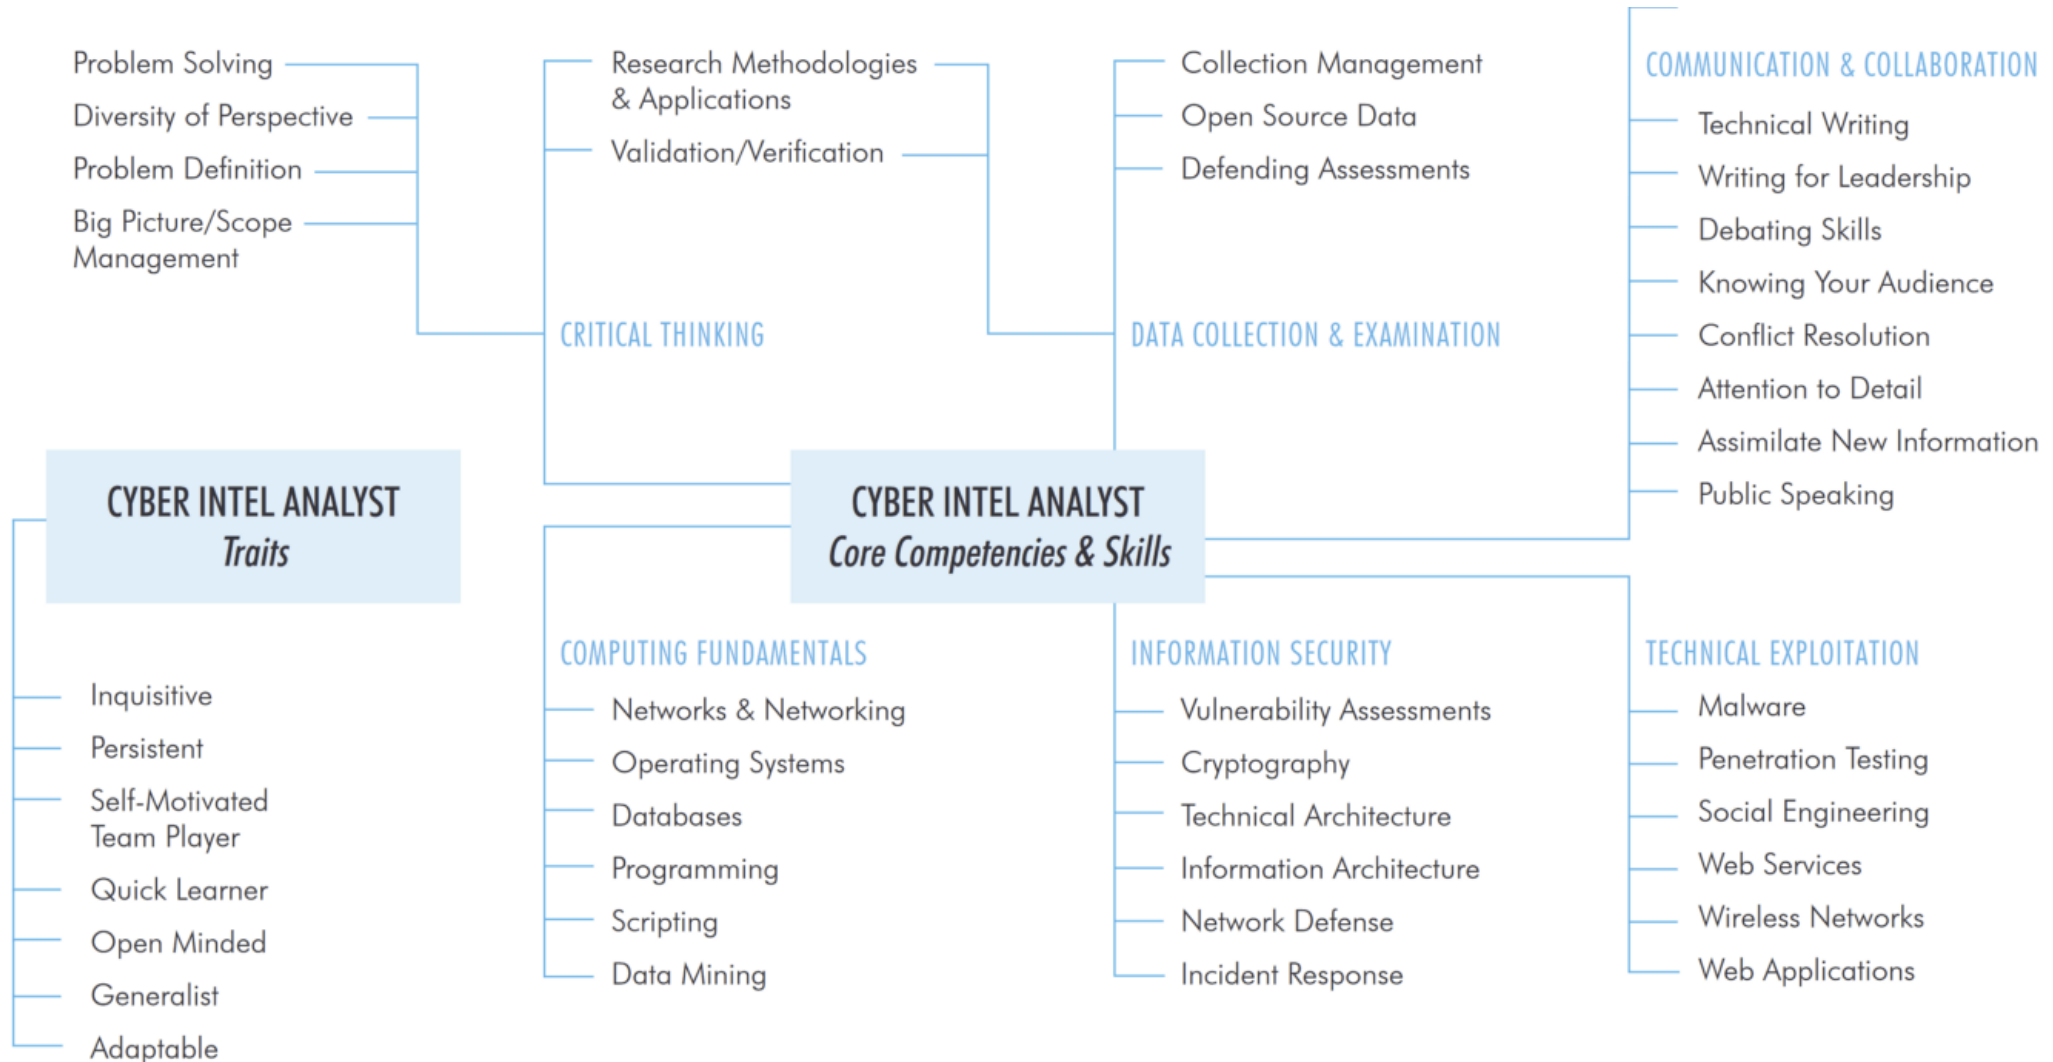 Problem Solving
Diversity of Perspective
Problem Definition
Big Picture/Scope
Management
Research Methodologies
& Applications
Validation/Verification
CRITICAL THINKING
Collection Management
Open Source Data
Defending Assessments
DATA COLLECTION & EXAMINATION
COMMUNICATION & COLLABORATION
Technical Writing
Writing for Leadership
Debating Skills
Knowing Your Audience
Conflict Resolution
Attention to Detail
Assimilate New Information
Public Speaking
CYBER INTEL ANALYST
Traits
Inquisitive
Persistent
Self-Motivated
Team Player
Quick Learner
Open Minded
Generalist
Adaptable
CYBER INTEL ANALYST
Core Competencies & Skills
COMPUTING FUNDAMENTALS
Networks & Networking
Operating Systems
Databases
Programming
Scripting
Data Mining
INFORMATION SECURITY
Vulnerability Assessments
Cryptography
Technical Architecture
Information Architecture
Network Defense
Incident Response
TECHNICAL EXPLOITATION
Malware
Penetration Testing
Social Engineering
Web Services
Wireless Networks
Web Applications